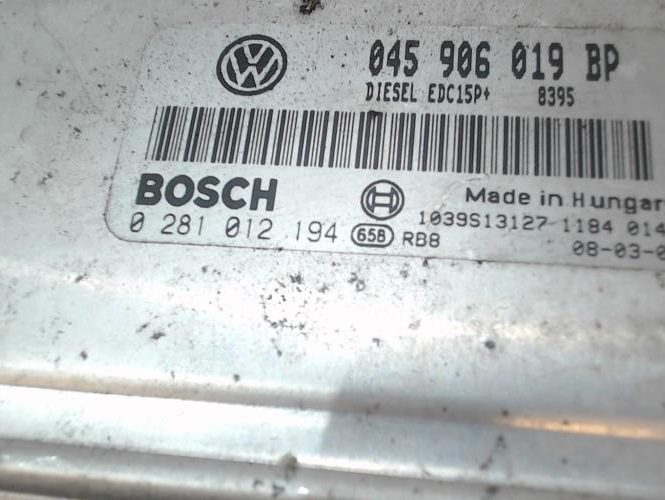 045 906 019 BP
DIESEL EDC15P+ 8395
BOSCH
Made in Hungar
0 281 012 194 658 RB8
1039S13127 1184 014
08-03-0